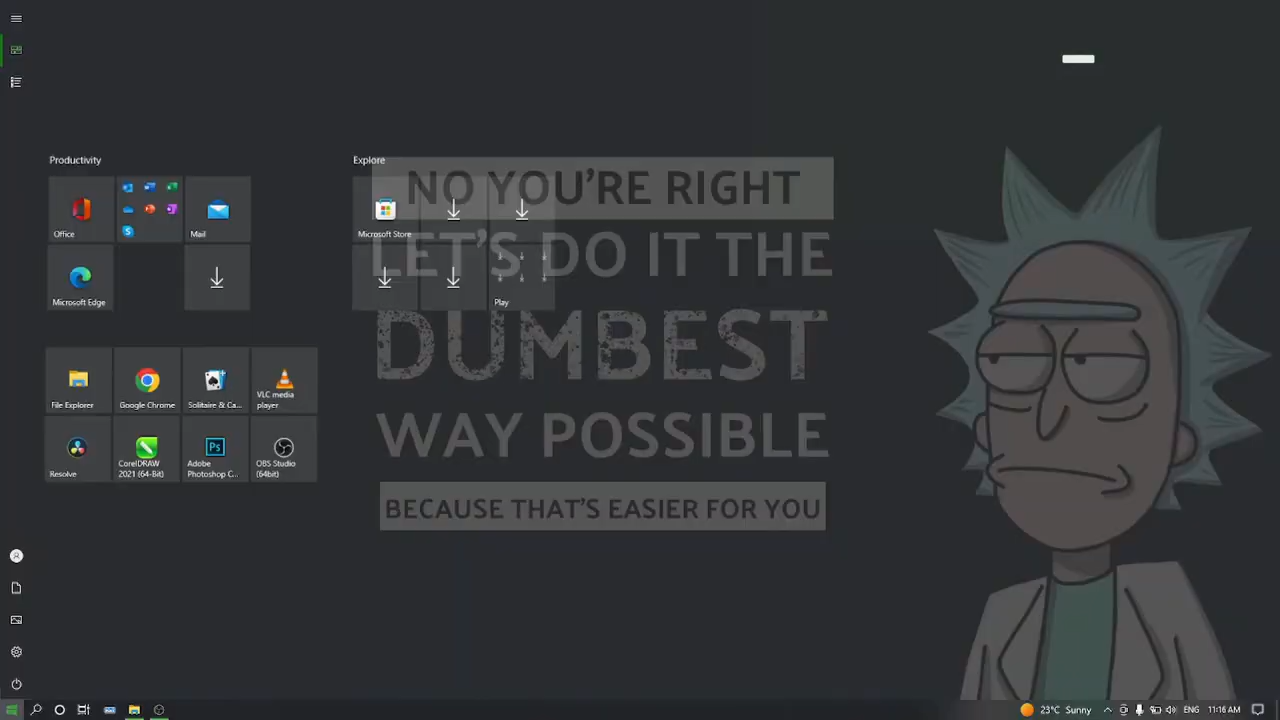 Productivity
Explore
NO YOU'RE RIGHT
Office
Mail
Microsoft Store
LET'S DO IT THE
Microsoft Edge
Play
DUMBEST
File Explorer
Google Chrome
Solitaire & Ca...
VLC media
player
WAY POSSIBLE
Resolve
CorelDRAW
2021 (64-Bit)
Adobe
Photoshop C...
OBS Studio
(64bit)
BECAUSE THAT'S EASIER FOR YOU
23°C Sunny
ENG
11:16 AM